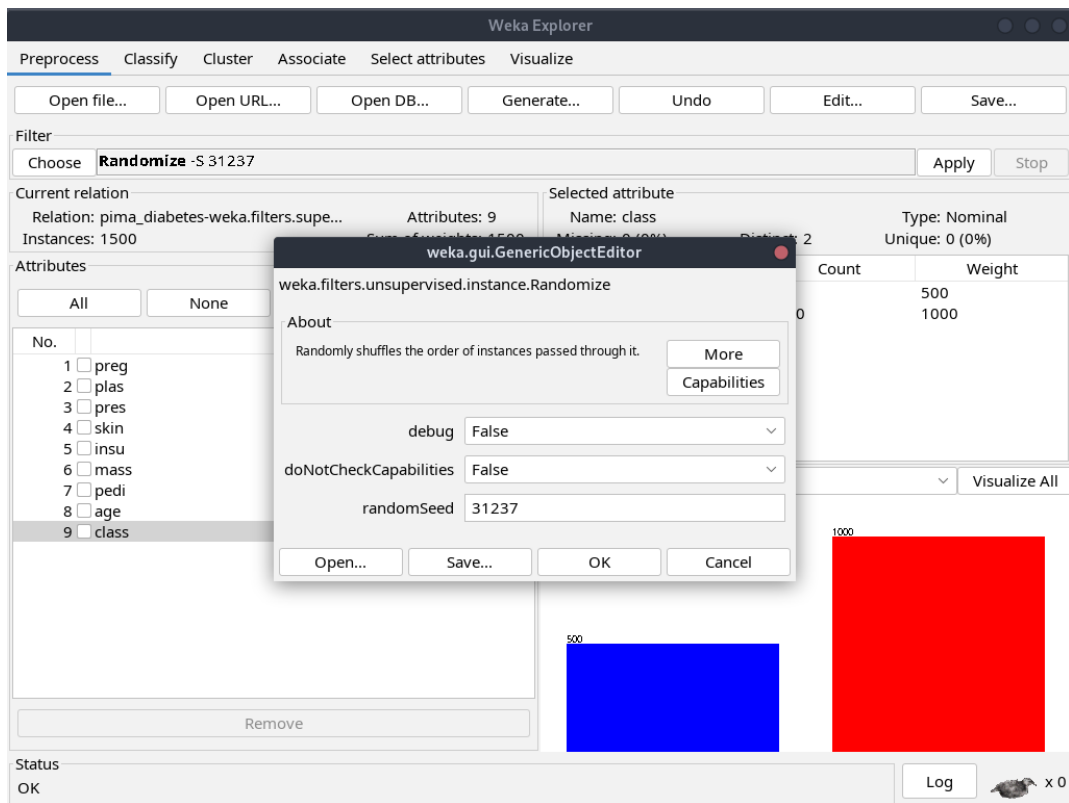 Weka Explorer
Preprocess Classify Cluster Associate Select attributes Visualize
Open file... Open URL... Open DB... Generate... Undo Edit... Save...
Filter
Choose Randomize -S 31237 Apply Stop
Current relation
Relation: pima_diabetes-weka.filters.supe... Attributes: 9
Instances: 1500
Selected attribute
Name: class Type: Nominal
2 Unique: 0 (0%)
Attributes
All None
No.
1 preg
2 plas
3 pres
4 skin
5 insu
6 mass
7 pedi
8 age
9 class
Remove
weka.gui.GenericObjectEditor
weka.filters.unsupervised.instance.Randomize
About
Randomly shuffles the order of instances passed through it.
More
Capabilities
debug False
doNotCheckCapabilities False
randomSeed 31237
Open... Save... OK Cancel
Count Weight
500
0 1000
Visualize All
500
1000
Status
OK
Log x 0